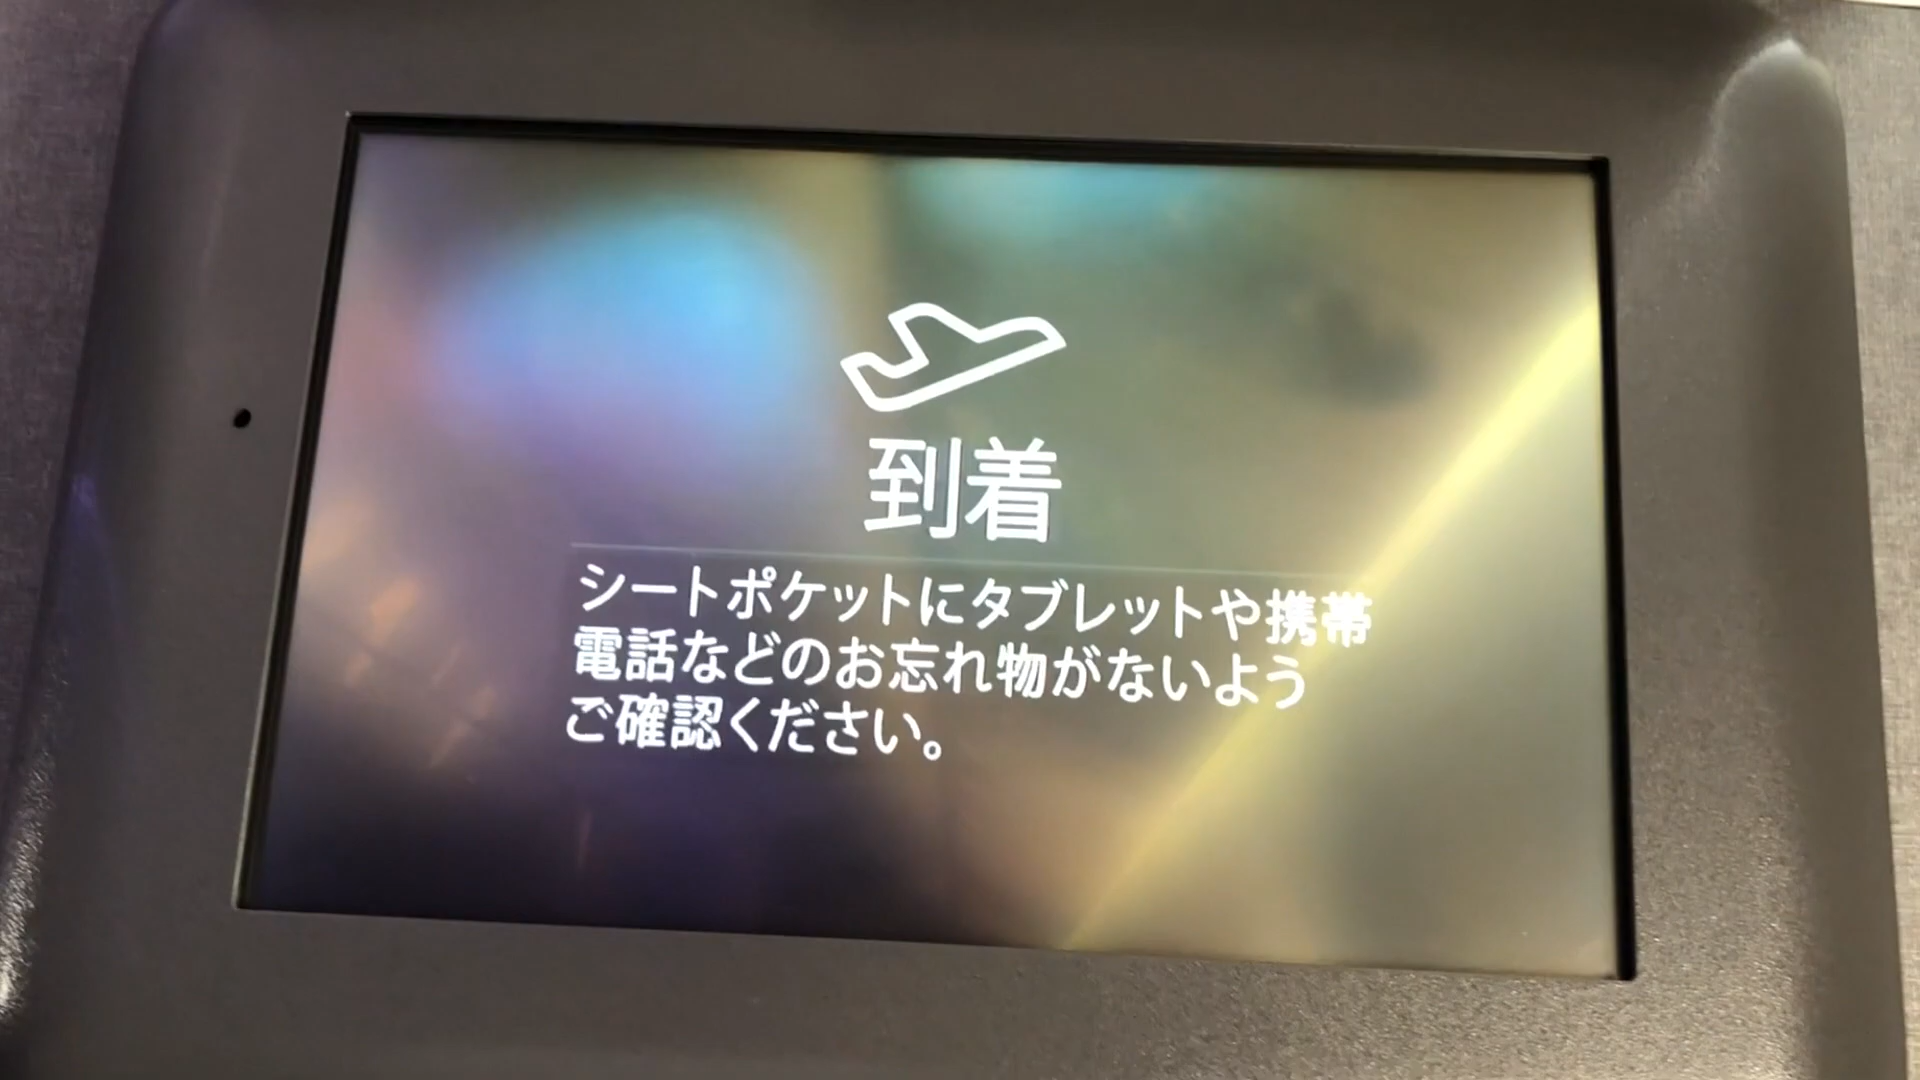 到着
シートポケットにタブレットや携帯
電話などのお忘れ物がないよう
ご確認ください。